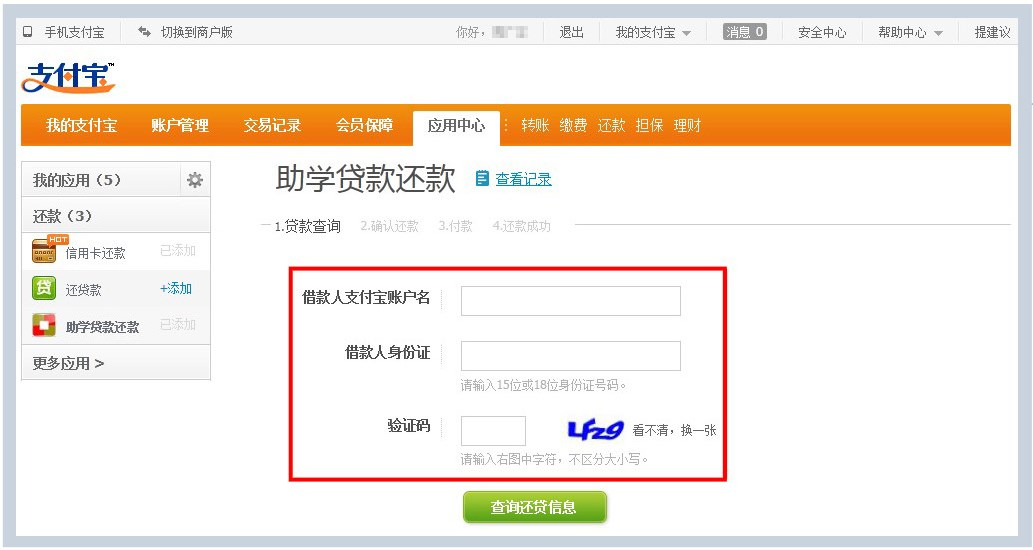 手机支付宝 切换到商户版 你好， 退出 我的支付宝 消息 0 安全中心 帮助中心 提建议
支付宝™
我的支付宝 账户管理 交易记录 会员保障 应用中心 转账 缴费 还款 担保 理财
我的应用（5）
还款（3）
HOT
信用卡还款 已添加
贷 还贷款 +添加
助学贷款还款 已添加
更多应用 >
助学贷款还款 查看记录
1.贷款查询 2.确认还款 3.付款 4.还款成功
借款人支付宝账户名
借款人身份证
请输入15位或18位身份证号码。
验证码 Lfz9 看不清，换一张
请输入右图中字符，不区分大小写。
查询还贷信息